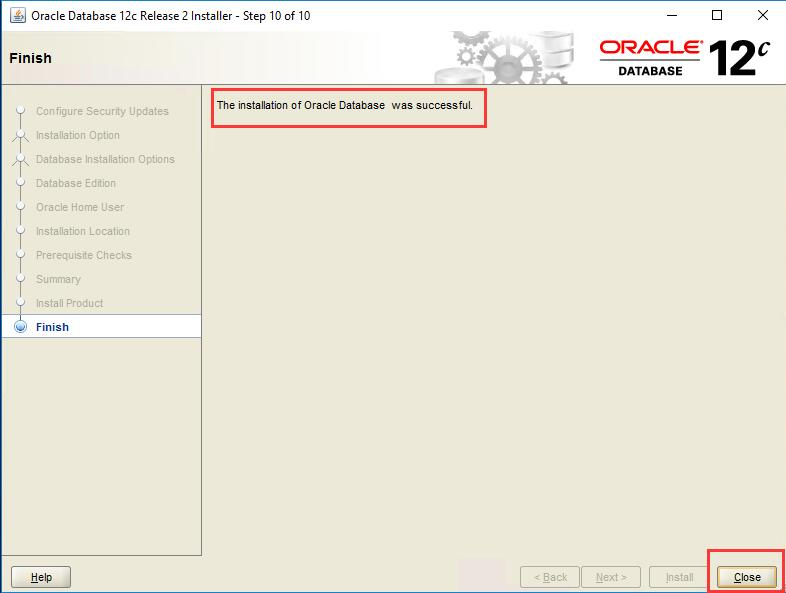 Oracle Database 12c Release 2 Installer - Step 10 of 10
Finish
ORACLE
DATABASE
12c
Configure Security Updates
Installation Option
Database Installation Options
Database Edition
Oracle Home User
Installation Location
Prerequisite Checks
Summary
Install Product
Finish
The installation of Oracle Database  was successful.
Help
< Back
Next >
Install
Close